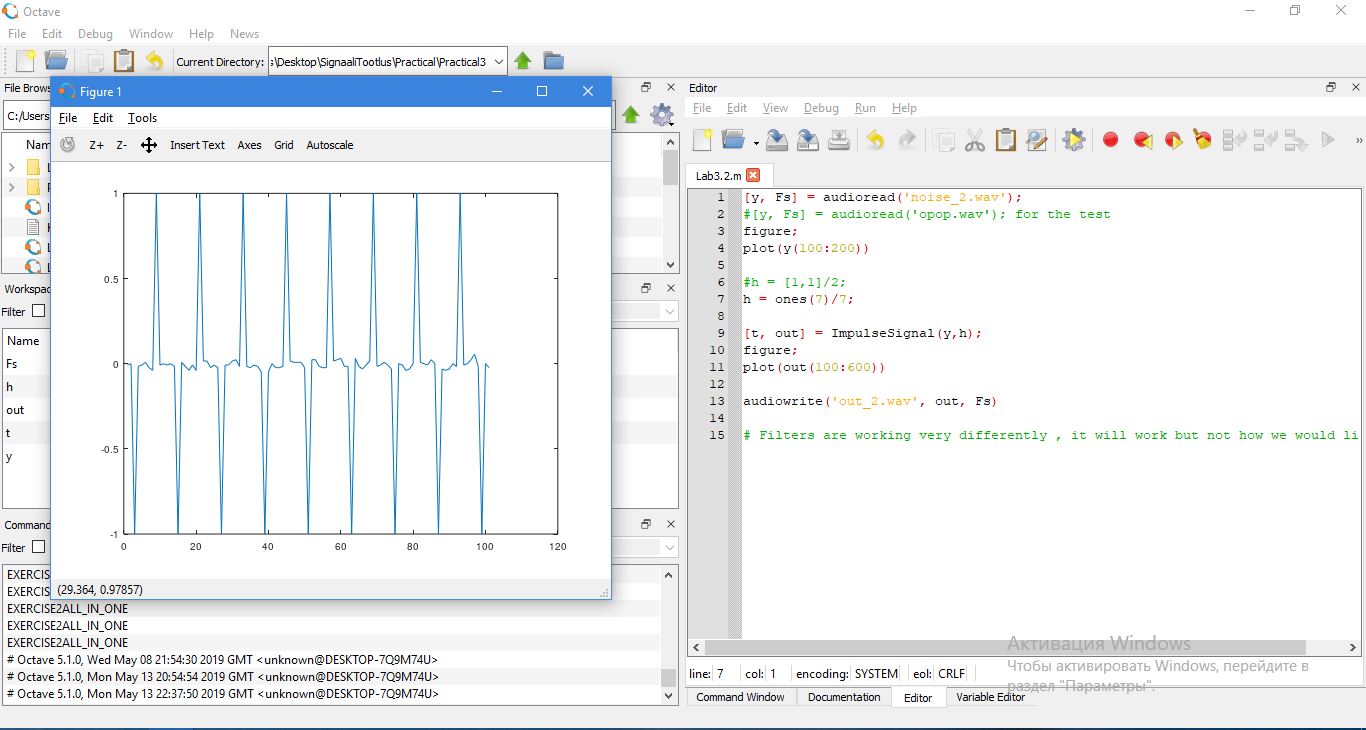 Octave
File Edit Debug Window Help News
Current Directory: s\Desktop\SignaaliTootlus\Practical\Practical3
File Brows
C:/Users
Nam
Workspac
Filter
Name
Fs
h
out
t
y
Command
Filter
EXERCIS
EXERCIS
EXERCISE2ALL_IN_ONE
EXERCISE2ALL_IN_ONE
EXERCISE2ALL_IN_ONE
# Octave 5.1.0, Wed May 08 21:54:30 2019 GMT <unknown@DESKTOP-7Q9M74U>
# Octave 5.1.0, Mon May 13 20:54:54 2019 GMT <unknown@DESKTOP-7Q9M74U>
# Octave 5.1.0, Mon May 13 22:37:50 2019 GMT <unknown@DESKTOP-7Q9M74U>
Figure 1
File Edit Tools
Z+ Z- Insert Text Axes Grid Autoscale
1
0.5
0
-0.5
-1
0 20 40 60 80 100 120
(29.364, 0.97857)
Editor
File Edit View Debug Run Help
Lab3.2.m
1 [y, Fs] = audioread('noise_2.wav');
2 #[y, Fs] = audioread('opop.wav'); for the test
3 figure;
4 plot(y(100:200))
5
6 #h = [1,1]/2;
7 h = ones(7)/7;
8
9 [t, out] = ImpulseSignal(y,h);
10 figure;
11 plot(out(100:600))
12
13 audiowrite('out_2.wav', out, Fs)
14
15 # Filters are working very differently , it will work but not how we would li
Активация Windows
Чтобы активировать Windows, перейдите в
раздел "Параметры".
line: 7 col: 1 encoding: SYSTEM eol: CRLF
Command Window Documentation Editor Variable Editor